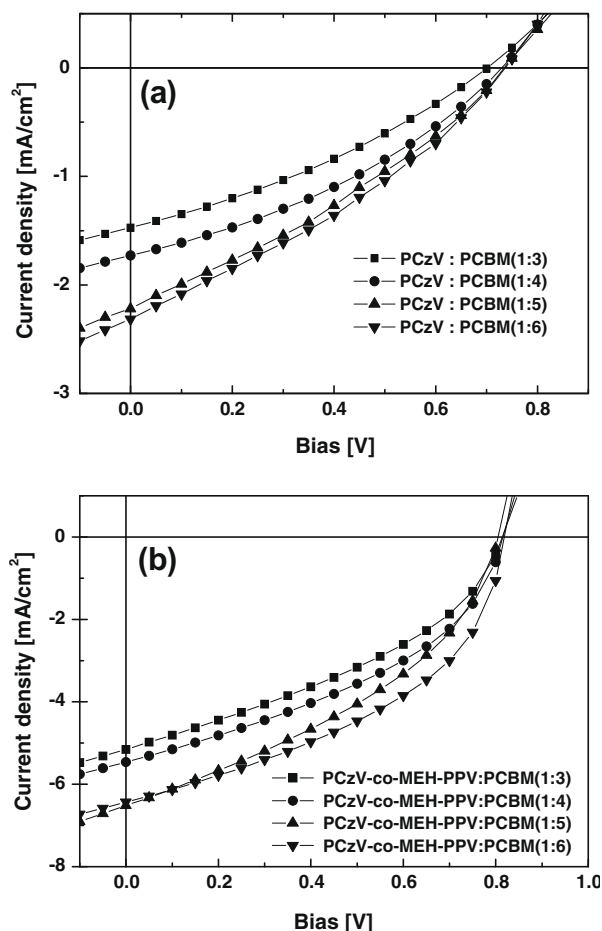 (a)
0
-1
-2
-3
Current density [mA/cm²]
PCzV : PCBM(1:3)
PCzV : PCBM(1:4)
PCzV : PCBM(1:5)
PCzV : PCBM(1:6)
0.0 0.2 0.4 0.6 0.8
Bias [V]
(b)
0
-2
-4
-6
-8
Current density [mA/cm²]
PCzV-co-MEH-PPV:PCBM(1:3)
PCzV-co-MEH-PPV:PCBM(1:4)
PCzV-co-MEH-PPV:PCBM(1:5)
PCzV-co-MEH-PPV:PCBM(1:6)
0.0 0.2 0.4 0.6 0.8 1.0
Bias [V]